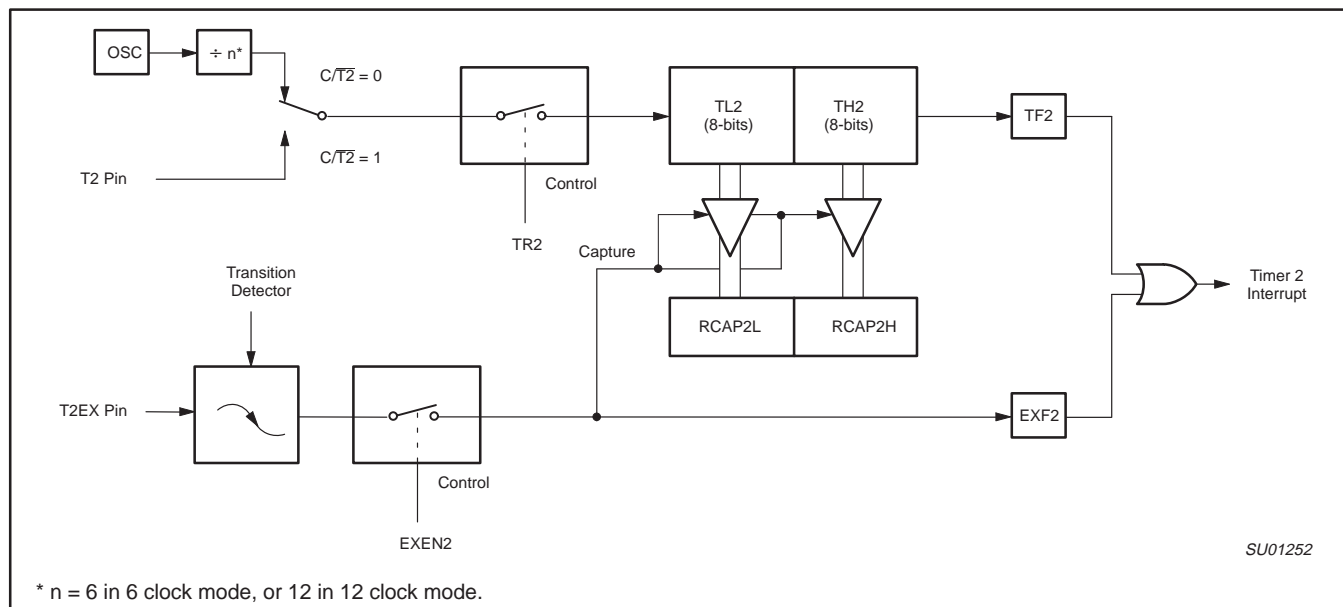 OSC
÷ n*
C/T2 = 0
C/T2 = 1
T2 Pin
Control
TR2
TL2
(8-bits)
TH2
(8-bits)
TF2
Capture
RCAP2L
RCAP2H
Timer 2
Interrupt
Transition
Detector
T2EX Pin
Control
EXEN2
EXF2
SU01252
* n = 6 in 6 clock mode, or 12 in 12 clock mode.